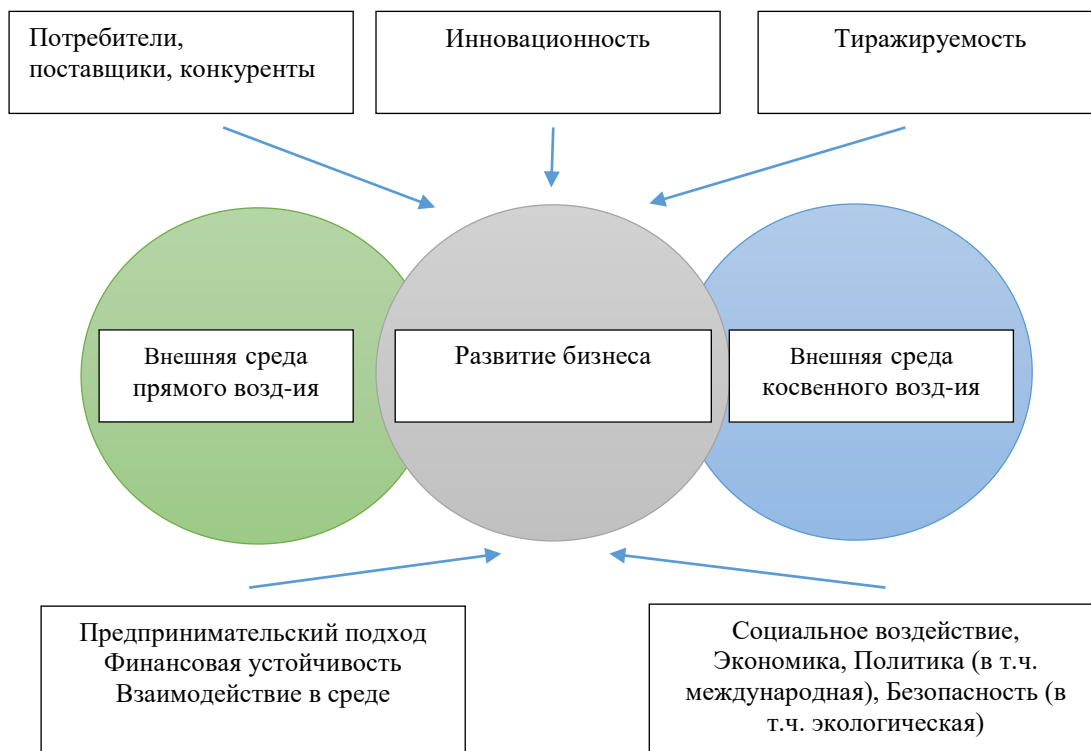 Потребители,
поставщики, конкуренты
Инновационность
Тиражируемость
Внешняя среда
прямого возд-ия
Развитие бизнеса
Внешняя среда
косвенного возд-ия
Предпринимательский подход
Финансовая устойчивость
Взаимодействие в среде
Социальное воздействие,
Экономика, Политика (в т.ч.
международная), Безопасность (в
т.ч. экологическая)